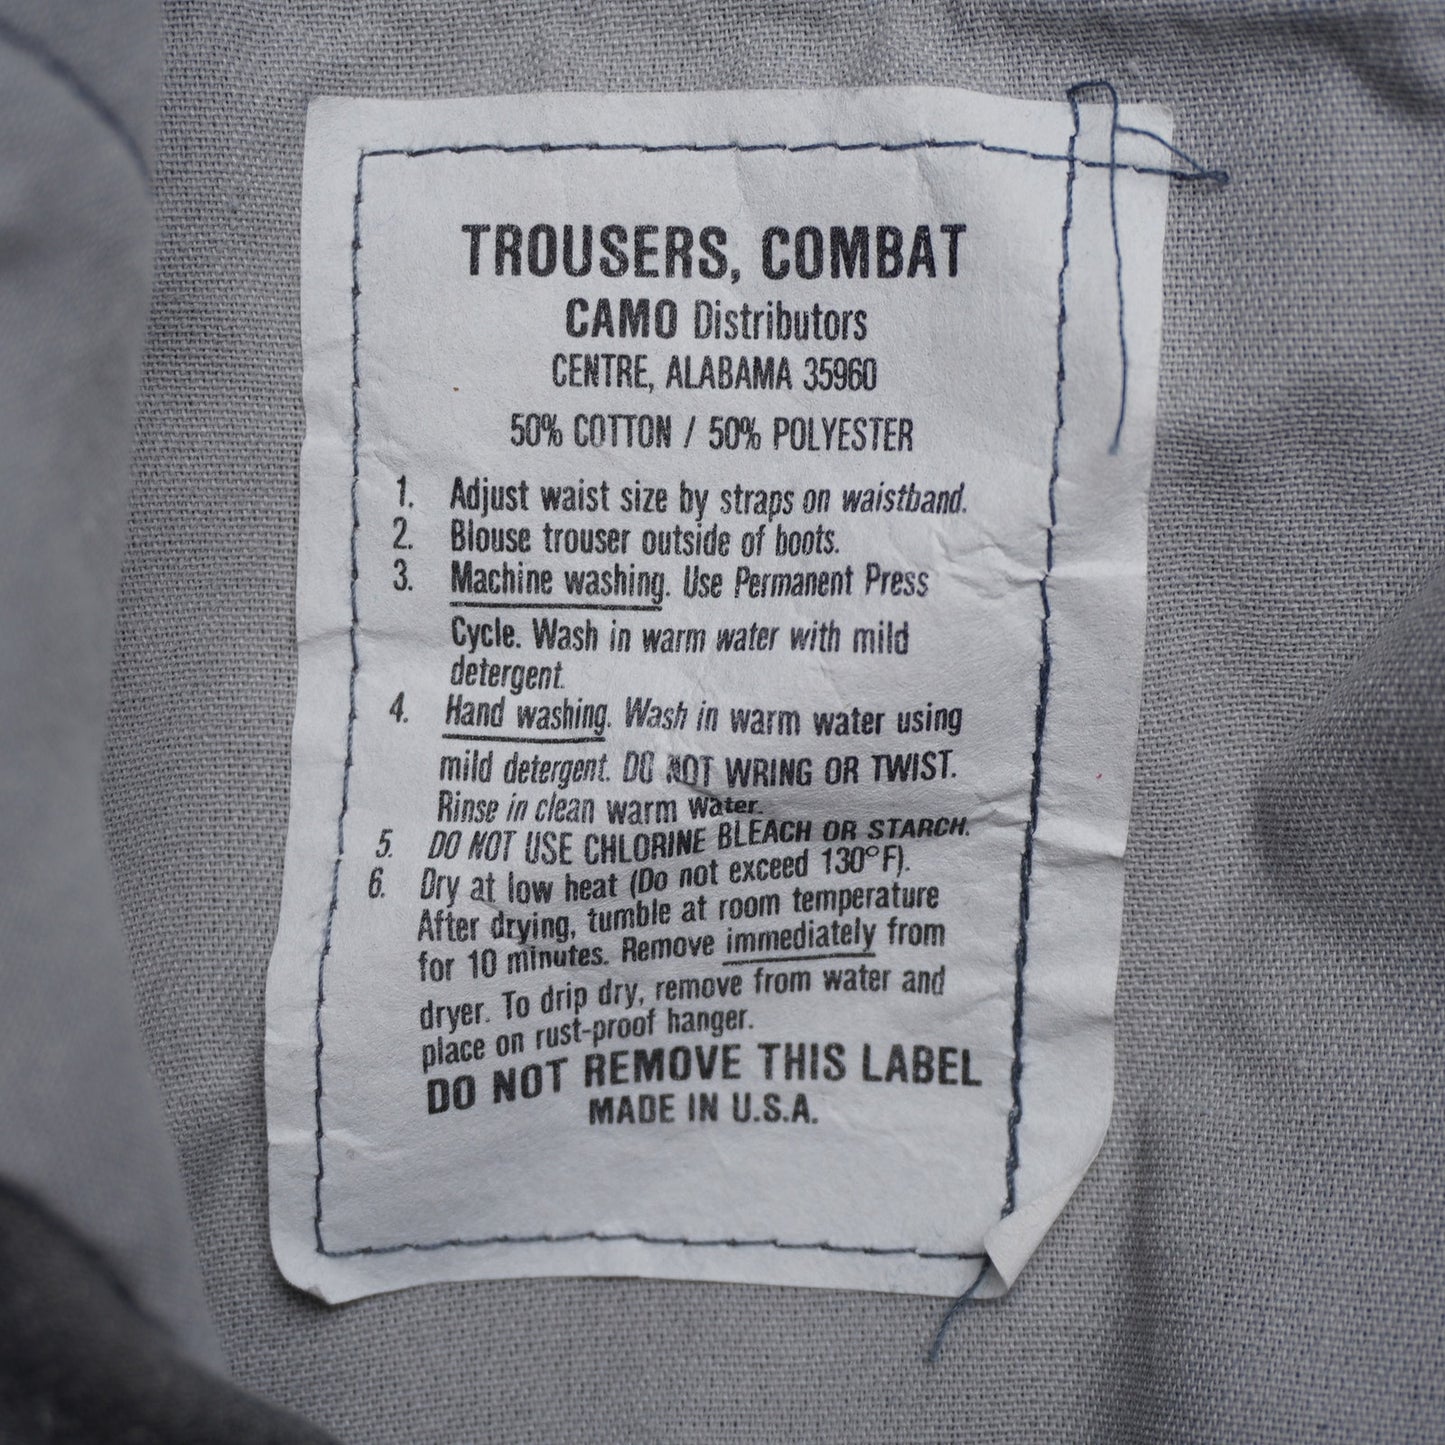 TROUSERS, COMBAT
CAMO Distributors
CENTRE, ALABAMA 35960
50% COTTON / 50% POLYESTER
1. Adjust waist size by straps on waistband.
2. Blouse trouser outside of boots.
3. Machine washing. Use Permanent Press
Cycle. Wash in warm water with mild
detergent.
4. Hand washing. Wash in warm water using
mild detergent. DO NOT WRING OR TWIST.
Rinse in clean warm water.
5. DO NOT USE CHLORINE BLEACH OR STARCH.
6. Dry at low heat (Do not exceed 130°F).
After drying, tumble at room temperature
for 10 minutes. Remove immediately from
dryer. To drip dry, remove from water and
place on rust-proof hanger.
DO NOT REMOVE THIS LABEL
MADE IN U.S.A.